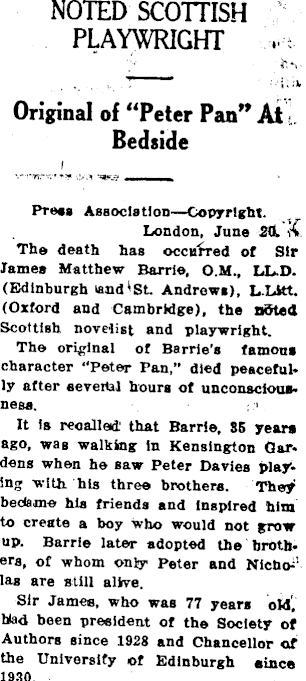 NOTED SCOTTISH
PLAYWRIGHT
Original of "Peter Pan" At
Bedside
Press Association—Copyright.
London, June 20.
The death has occurred of Sir
James Matthew Barrie, O.M., LL.D.
(Edinburgh and St. Andrews), L.Litt.
(Oxford and Cambridge), the noted
Scottish novelist and playwright.
The original of Barrie's famous
character "Peter Pan," died peaceful-
ly after several hours of unconscious-
ness.
It is recalled that Barrie, 35 years
ago, was walking in Kensington Gar-
dens when he saw Peter Davies play-
ing with his three brothers. They
became his friends and inspired him
to create a boy who would not grow
up. Barrie later adopted the broth-
ers, of whom only Peter and Nicho-
las are still alive.
Sir James, who was 77 years old,
had been president of the Society of
Authors since 1928 and Chancellor of
the University of Edinburgh since
1930.